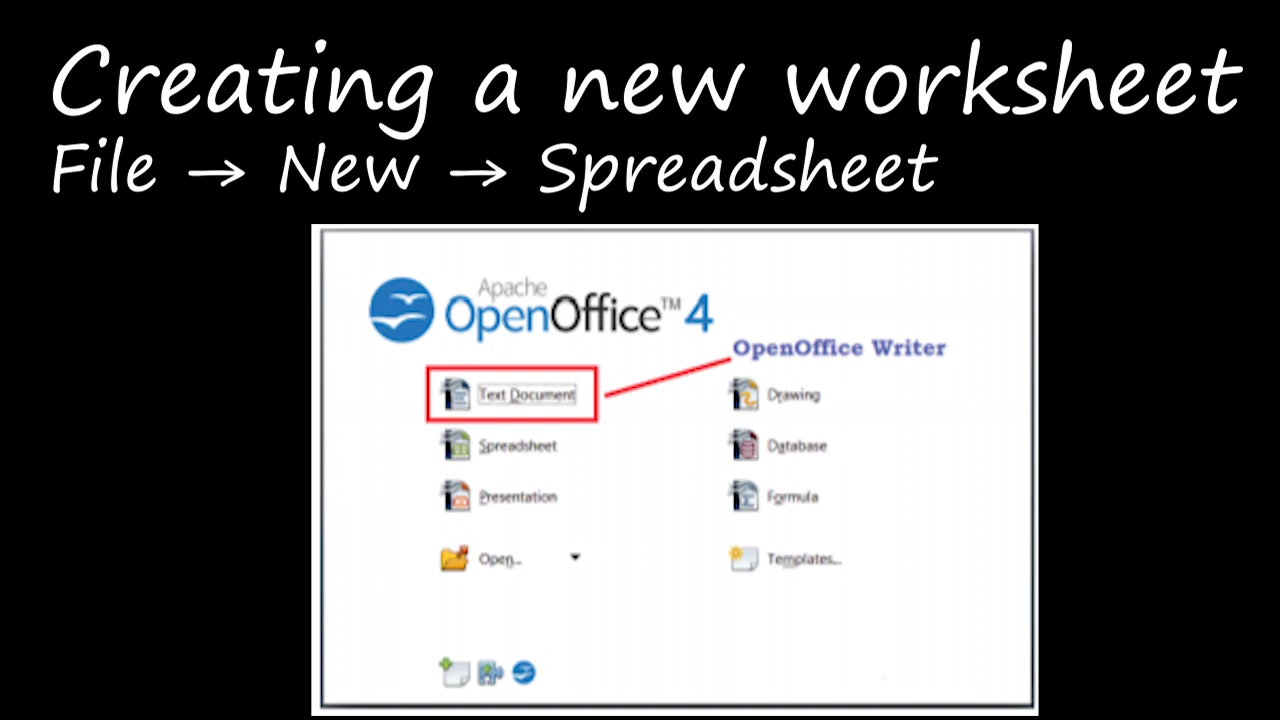 Creating a new worksheet
File → New → Spreadsheet
Apache
OpenOffice™ 4
OpenOffice Writer
Text Document
Drawing
Spreadsheet
Database
Presentation
Formula
Open...
Templates...